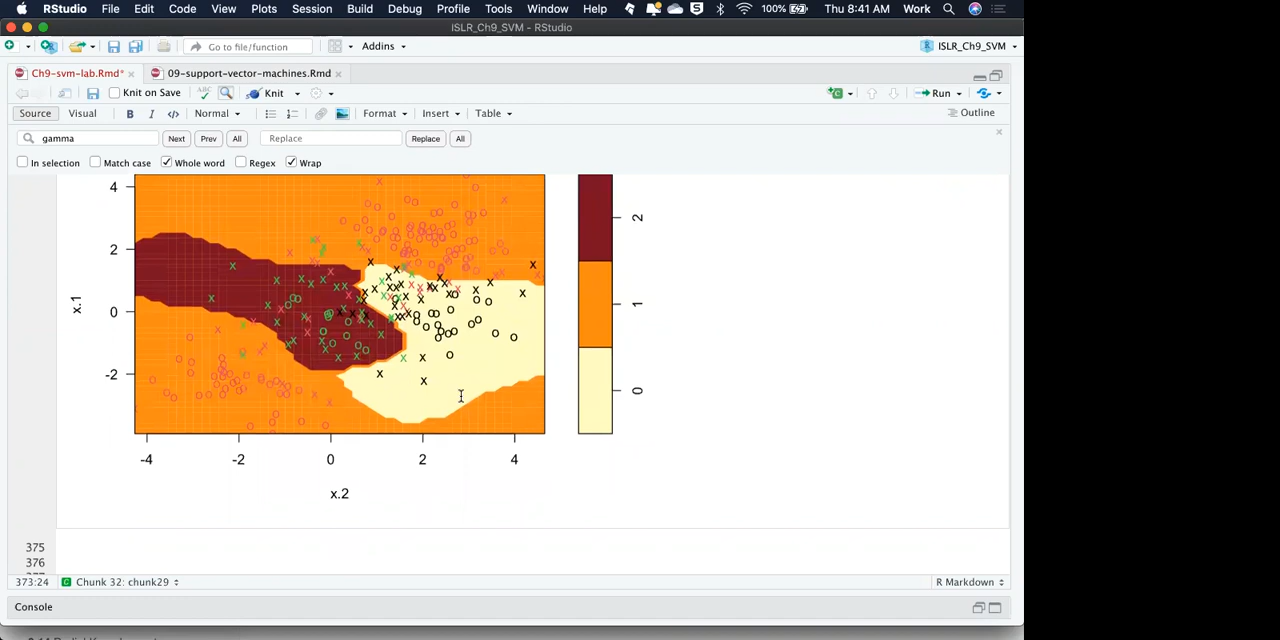 RStudio File Edit Code View Plots Session Build Debug Profile Tools Window Help 100% Thu 8:41 AM Work
ISLR_Ch9_SVM - RStudio
Go to file/function Addins ISLR_Ch9_SVM
Ch9-svm-lab.Rmd* 09-support-vector-machines.Rmd
Knit on Save ABC Knit Run
Source Visual B I </> Normal Format Insert Table Outline
gamma Next Prev All Replace Replace All
In selection Match case Whole word Regex Wrap
4
2
0
-2
x.1
-4 -2 0 2 4
x.2
2
1
0
375
376
373:24 C Chunk 32: chunk29 R Markdown
Console